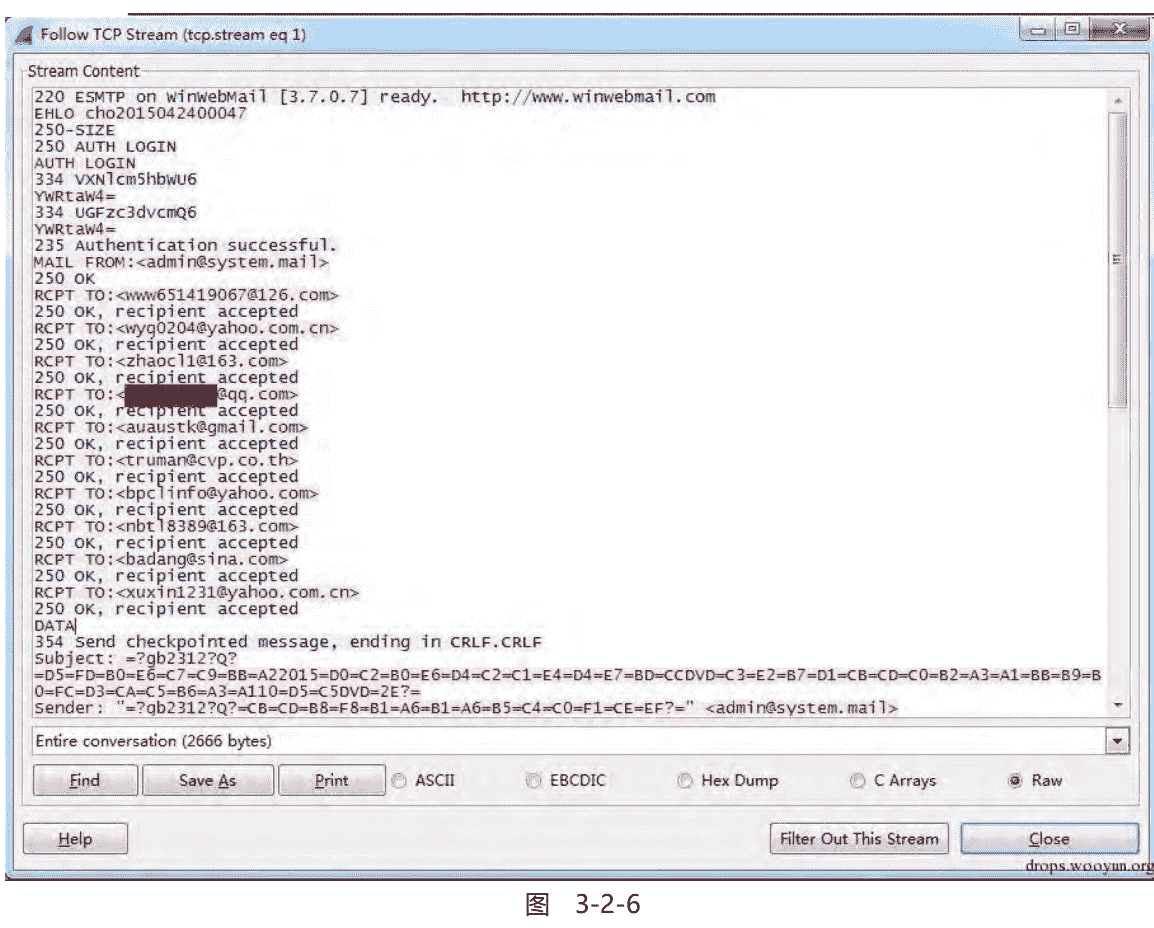 Follow TCP Stream (tcp.stream eq 1)
Stream Content
220 ESMTP on WinWebMail [3.7.0.7] ready.  http://www.winwebmail.com
EHLO cho2015042400047
250-SIZE
250 AUTH LOGIN
AUTH LOGIN
334 VXNlcm5hbWU6
YWRtaW4=
334 UGFzc3dvcmQ6
YWRtaW4=
235 Authentication successful.
MAIL FROM:<admin@system.mail>
250 OK
RCPT TO:<www651419067@126.com>
250 OK, recipient accepted
RCPT TO:<wyq0204@yahoo.com.cn>
250 OK, recipient accepted
RCPT TO:<zhaocl1@163.com>
250 OK, recipient accepted
RCPT TO:<@qq.com>
250 OK, recipient accepted
RCPT TO:<auaustk@gmail.com>
250 OK, recipient accepted
RCPT TO:<truman@cvp.co.th>
250 OK, recipient accepted
RCPT TO:<bpclinfo@yahoo.com>
250 OK, recipient accepted
RCPT TO:<nbtl8389@163.com>
250 OK, recipient accepted
RCPT TO:<badang@sina.com>
250 OK, recipient accepted
RCPT TO:<xuxin1231@yahoo.com.cn>
250 OK, recipient accepted
DATA
354 Send checkpointed message, ending in CRLF.CRLF
Subject: =?gb2312?Q?
=D5=FD=B0=E6=C7=C9=BB=A22015=D0=C2=B0=E6=D4=C2=C1=E4=D4=E7=BD=CCDVD=C3=E2=B7=D1=CB=CD=C0=B2=A3=A1=BB=B9=B
0=FC=D3=CA=C5=B6=A3=A110=D5=C5DVD=2E?=
Sender: "=?gb2312?Q?=CB=CD=B8=F8=B1=A6=B1=A6=B5=C4=C0=F1=CE=EF?=" <admin@system.mail>
Entire conversation (2666 bytes)
Find Save As Print ASCII EBCDIC Hex Dump C Arrays Raw
Help Filter Out This Stream Close
drops.wooyun.org
图 3-2-6